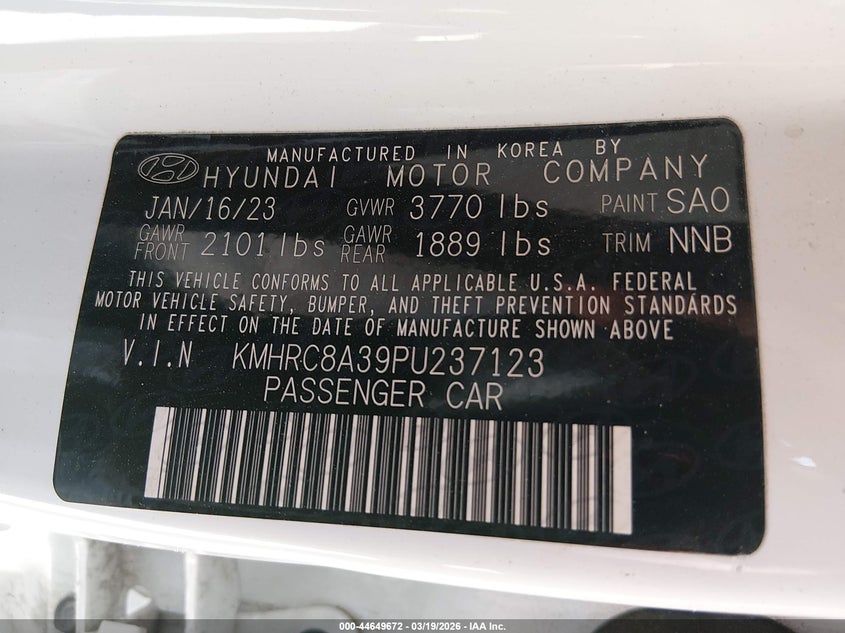 MANUFACTURED IN KOREA BY
HYUNDAI MOTOR COMPANY
JAN/16/23 GVWR 3770 lbs PAINT SAO
GAWR FRONT 2101 lbs GAWR REAR 1889 lbs TRIM NNB
THIS VEHICLE CONFORMS TO ALL APPLICABLE U.S.A. FEDERAL
MOTOR VEHICLE SAFETY, BUMPER, AND THEFT PREVENTION STANDARDS
IN EFFECT ON THE DATE OF MANUFACTURE SHOWN ABOVE
V.I.N KMHRC8A39PU237123
PASSENGER CAR
000-44649672 — 03/19/2026 — IAA Inc.